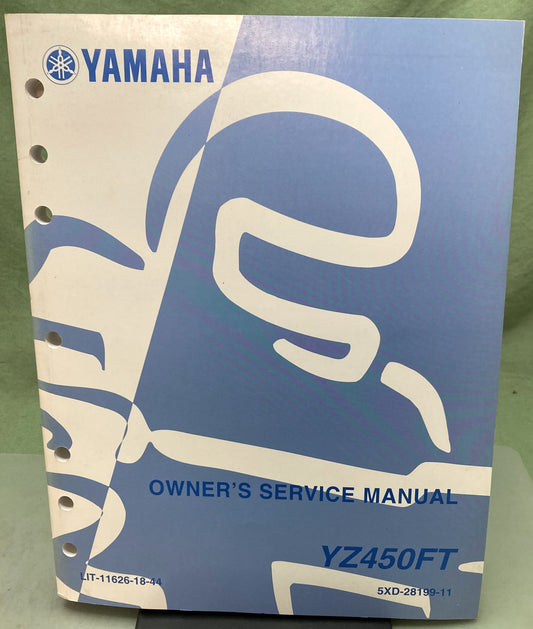 YAMAHA
OWNER'S SERVICE MANUAL
YZ450FT
LIT-11626-18-44
5XD-28199-11